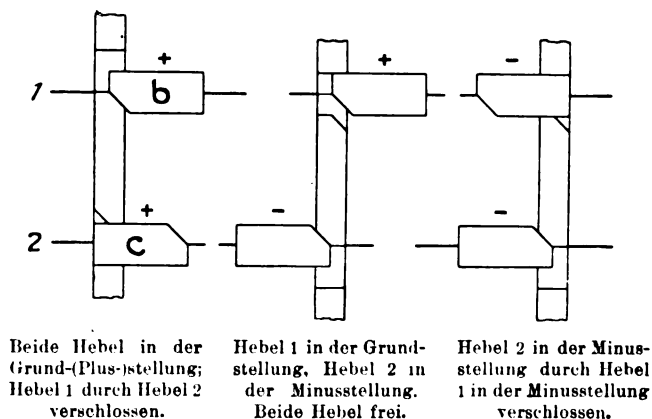 + + -
1 b
+ - -
2 c
Beide Hebel in der
Grund-(Plus-)stellung;
Hebel 1 durch Hebel 2
verschlossen.
Hebel 1 in der Grund-
stellung, Hebel 2 in
der Minusstellung.
Beide Hebel frei.
Hebel 2 in der Minus-
stellung durch Hebel
1 in der Minusstellung
verschlossen.